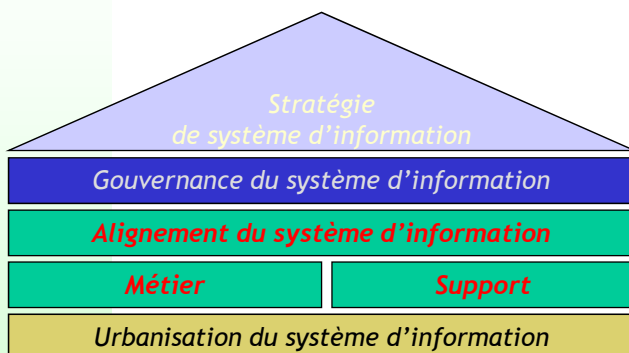 Stratégie
de système d'information
Gouvernance du système d'information
Alignement du système d'information
Métier
Support
Urbanisation du système d'information